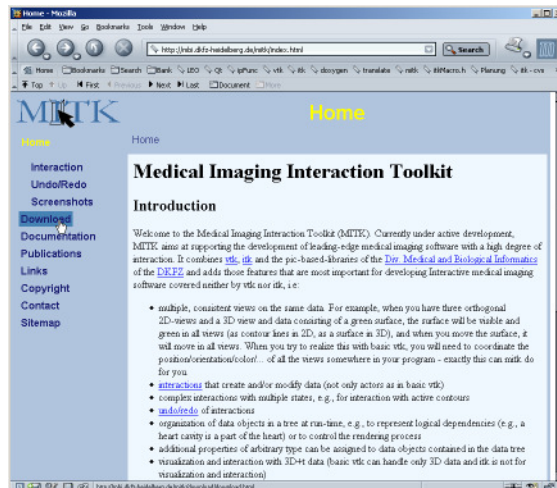 Home - Mozilla
File Edit View Go Bookmarks Tools Window Help
http://mbi.dkfz-heidelberg.de/mitk/index.html
Search
Home Bookmarks Search Bank LEO Qt ipFunc vtk itk doxygen translate mitk itkMacro.h Planung itk-cvs
Top Up First Previous Next Last Document More
MITK
Home
Home
Home
Interaction
Undo/Redo
Screenshots
Download
Documentation
Publications
Links
Copyright
Contact
Sitemap
Medical Imaging Interaction Toolkit
Introduction
Welcome to the Medical Imaging Interaction Toolkit (MITK). Currently under active development,
MITK aims at supporting the development of leading-edge medical imaging software with a high degree of
interaction. It combines vtk, itk and the pic-based-libraries of the Div. Medical and Biological Informatics
of the DKFZ and adds those features that are most important for developing Interactive medical imaging
software covered neither by vtk nor itk, i.e:
• multiple, consistent views on the same data. For example, when you have three orthogonal
2D-views and a 3D view and data consisting of a green surface, the surface will be visible and
green in all views (as contour lines in 2D, as a surface in 3D), and when you move the surface, it
will move in all views. When you try to realize this with basic vtk, you will need to coordinate the
position/orientation/color/... of all the views somewhere in your program - exactly this can mitk do
for you.
• interactions that create and/or modify data (not only actors as in basic vtk)
• complex interactions with multiple states, e.g., for interaction with active contours
• undo/redo of interactions
• organization of data objects in a tree at run-time, e.g., to represent logical dependencies (e.g., a
heart cavity is a part of the heart) or to control the rendering process
• additional properties of arbitrary type can be assigned to data objects contained in the data tree
• visualization and interaction with 3D+t data (basic vtk can handle only 3D data and itk is not for
visualization and interaction)